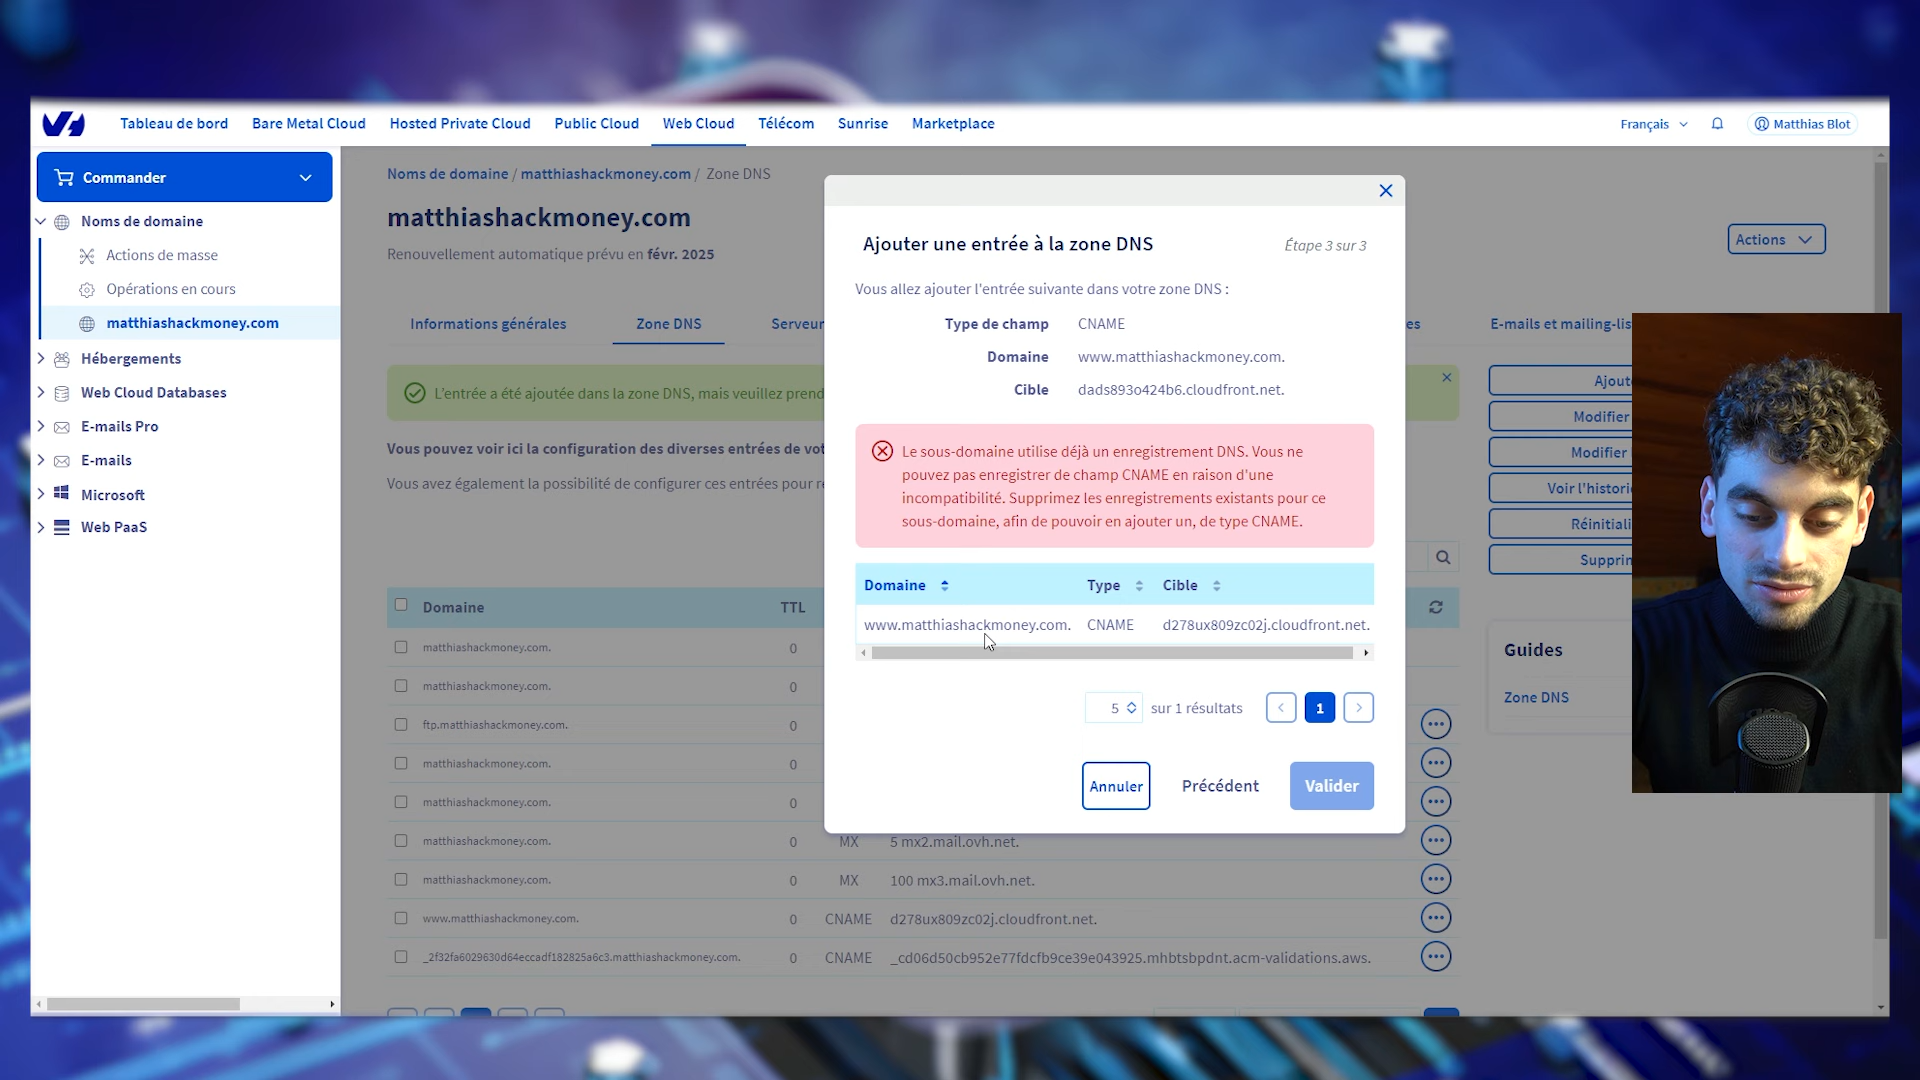 Tableau de bord
Bare Metal Cloud
Hosted Private Cloud
Public Cloud
Web Cloud
Télécom
Sunrise
Marketplace
Français
Matthias Blot
Commander
Noms de domaine
Actions de masse
Opérations en cours
matthiashackmoney.com
Hébergements
Web Cloud Databases
E-mails Pro
E-mails
Microsoft
Web PaaS
Noms de domaine / matthiashackmoney.com / Zone DNS
matthiashackmoney.com
Renouvellement automatique prévu en févr. 2025
Actions
Informations générales
Zone DNS
Serveur
es
E-mails et mailing-lis
L'entrée a été ajoutée dans la zone DNS, mais veuillez prend
Vous pouvez voir ici la configuration des diverses entrées de vot
Vous avez également la possibilité de configurer ces entrées pour r
Ajout
Modifier
Modifier
Voir l'histori
Réinitiali
Supprin
Guides
Zone DNS
Domaine TTL
matthiashackmoney. 0
matthiashackmoney.com. 0
ftp.matthiashackmoney.com. 0
matthiashackmoney.com. 0
matthiashackmoney.com. 0
matthiashackmoney.com. 0 MX 5 mx2.mail.ovh.net.
matthiashackmoney.com. 0 MX 100 mx3.mail.ovh.net.
www.matthiashackmoney.com. 0 CNAME d278ux809zc02j.cloudfront.net.
_2f32fa6029630d64eccadf182825a6c3.matthiashackmoney.com. 0 CNAME _cd06d50cb952e77fdcfb9ce39e043925.mhbtsbpdnt.acm-validations.aws.
Ajouter une entrée à la zone DNS
Étape 3 sur 3
Vous allez ajouter l'entrée suivante dans votre zone DNS :
Type de champ CNAME
Domaine www.matthiashackmoney.com.
Cible dads893o424b6.cloudfront.net.
Le sous-domaine utilise déjà un enregistrement DNS. Vous ne
pouvez pas enregistrer de champ CNAME en raison d'une
incompatibilité. Supprimez les enregistrements existants pour ce
sous-domaine, afin de pouvoir en ajouter un, de type CNAME.
Domaine Type Cible
www.matthiashackmoney.com. CNAME d278ux809zc02j.cloudfront.net.
5 sur 1 résultats
1
Annuler
Précédent
Valider